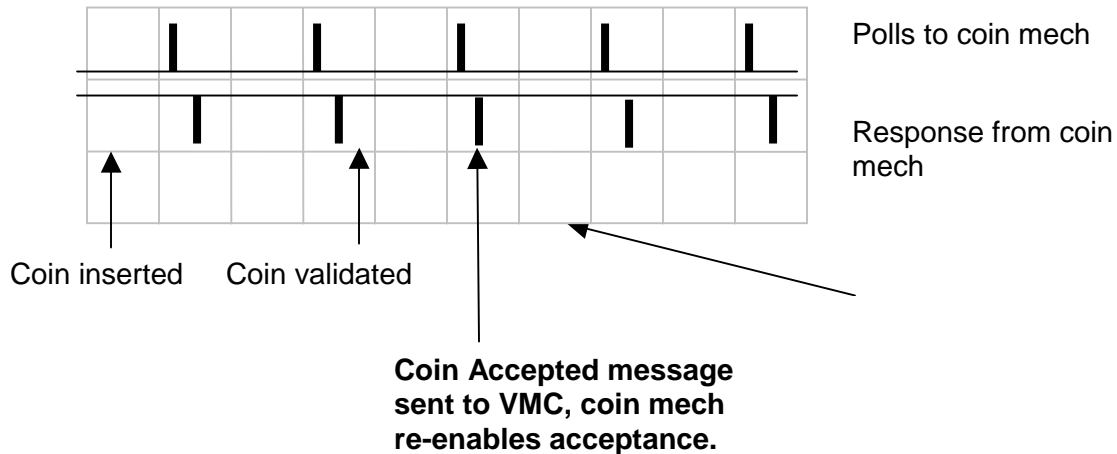 Polls to coin mech
Response from coin
mech
Coin inserted
Coin validated
Coin Accepted message
sent to VMC, coin mech
re-enables acceptance.